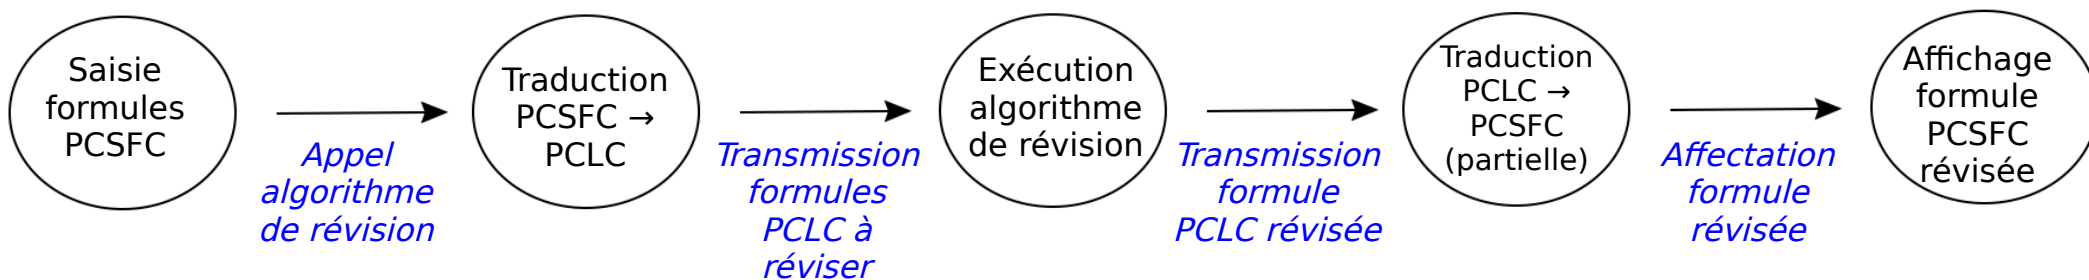 Saisie
formules
PCSFC
Appel
algorithme
de révision
Traduction
PCSFC →
PCLC
Transmission
formules
PCLC à
réviser
Exécution
algorithme
de révision
Transmission
formule
PCLC révisée
Traduction
PCLC →
PCSFC
(partielle)
Affectation
formule
révisée
Affichage
formule
PCSFC
révisée